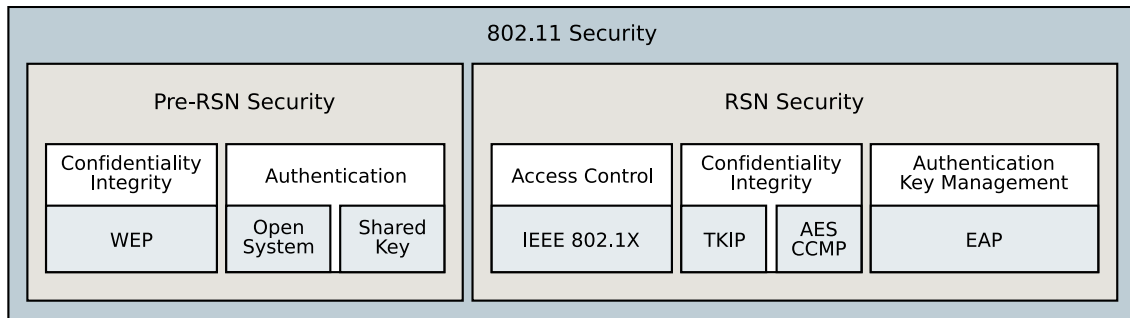 802.11 Security
Pre-RSN Security
Confidentiality
Integrity
WEP
Authentication
Open
System
Shared
Key
RSN Security
Access Control
IEEE 802.1X
Confidentiality
Integrity
TKIP
AES
CCMP
Authentication
Key Management
EAP